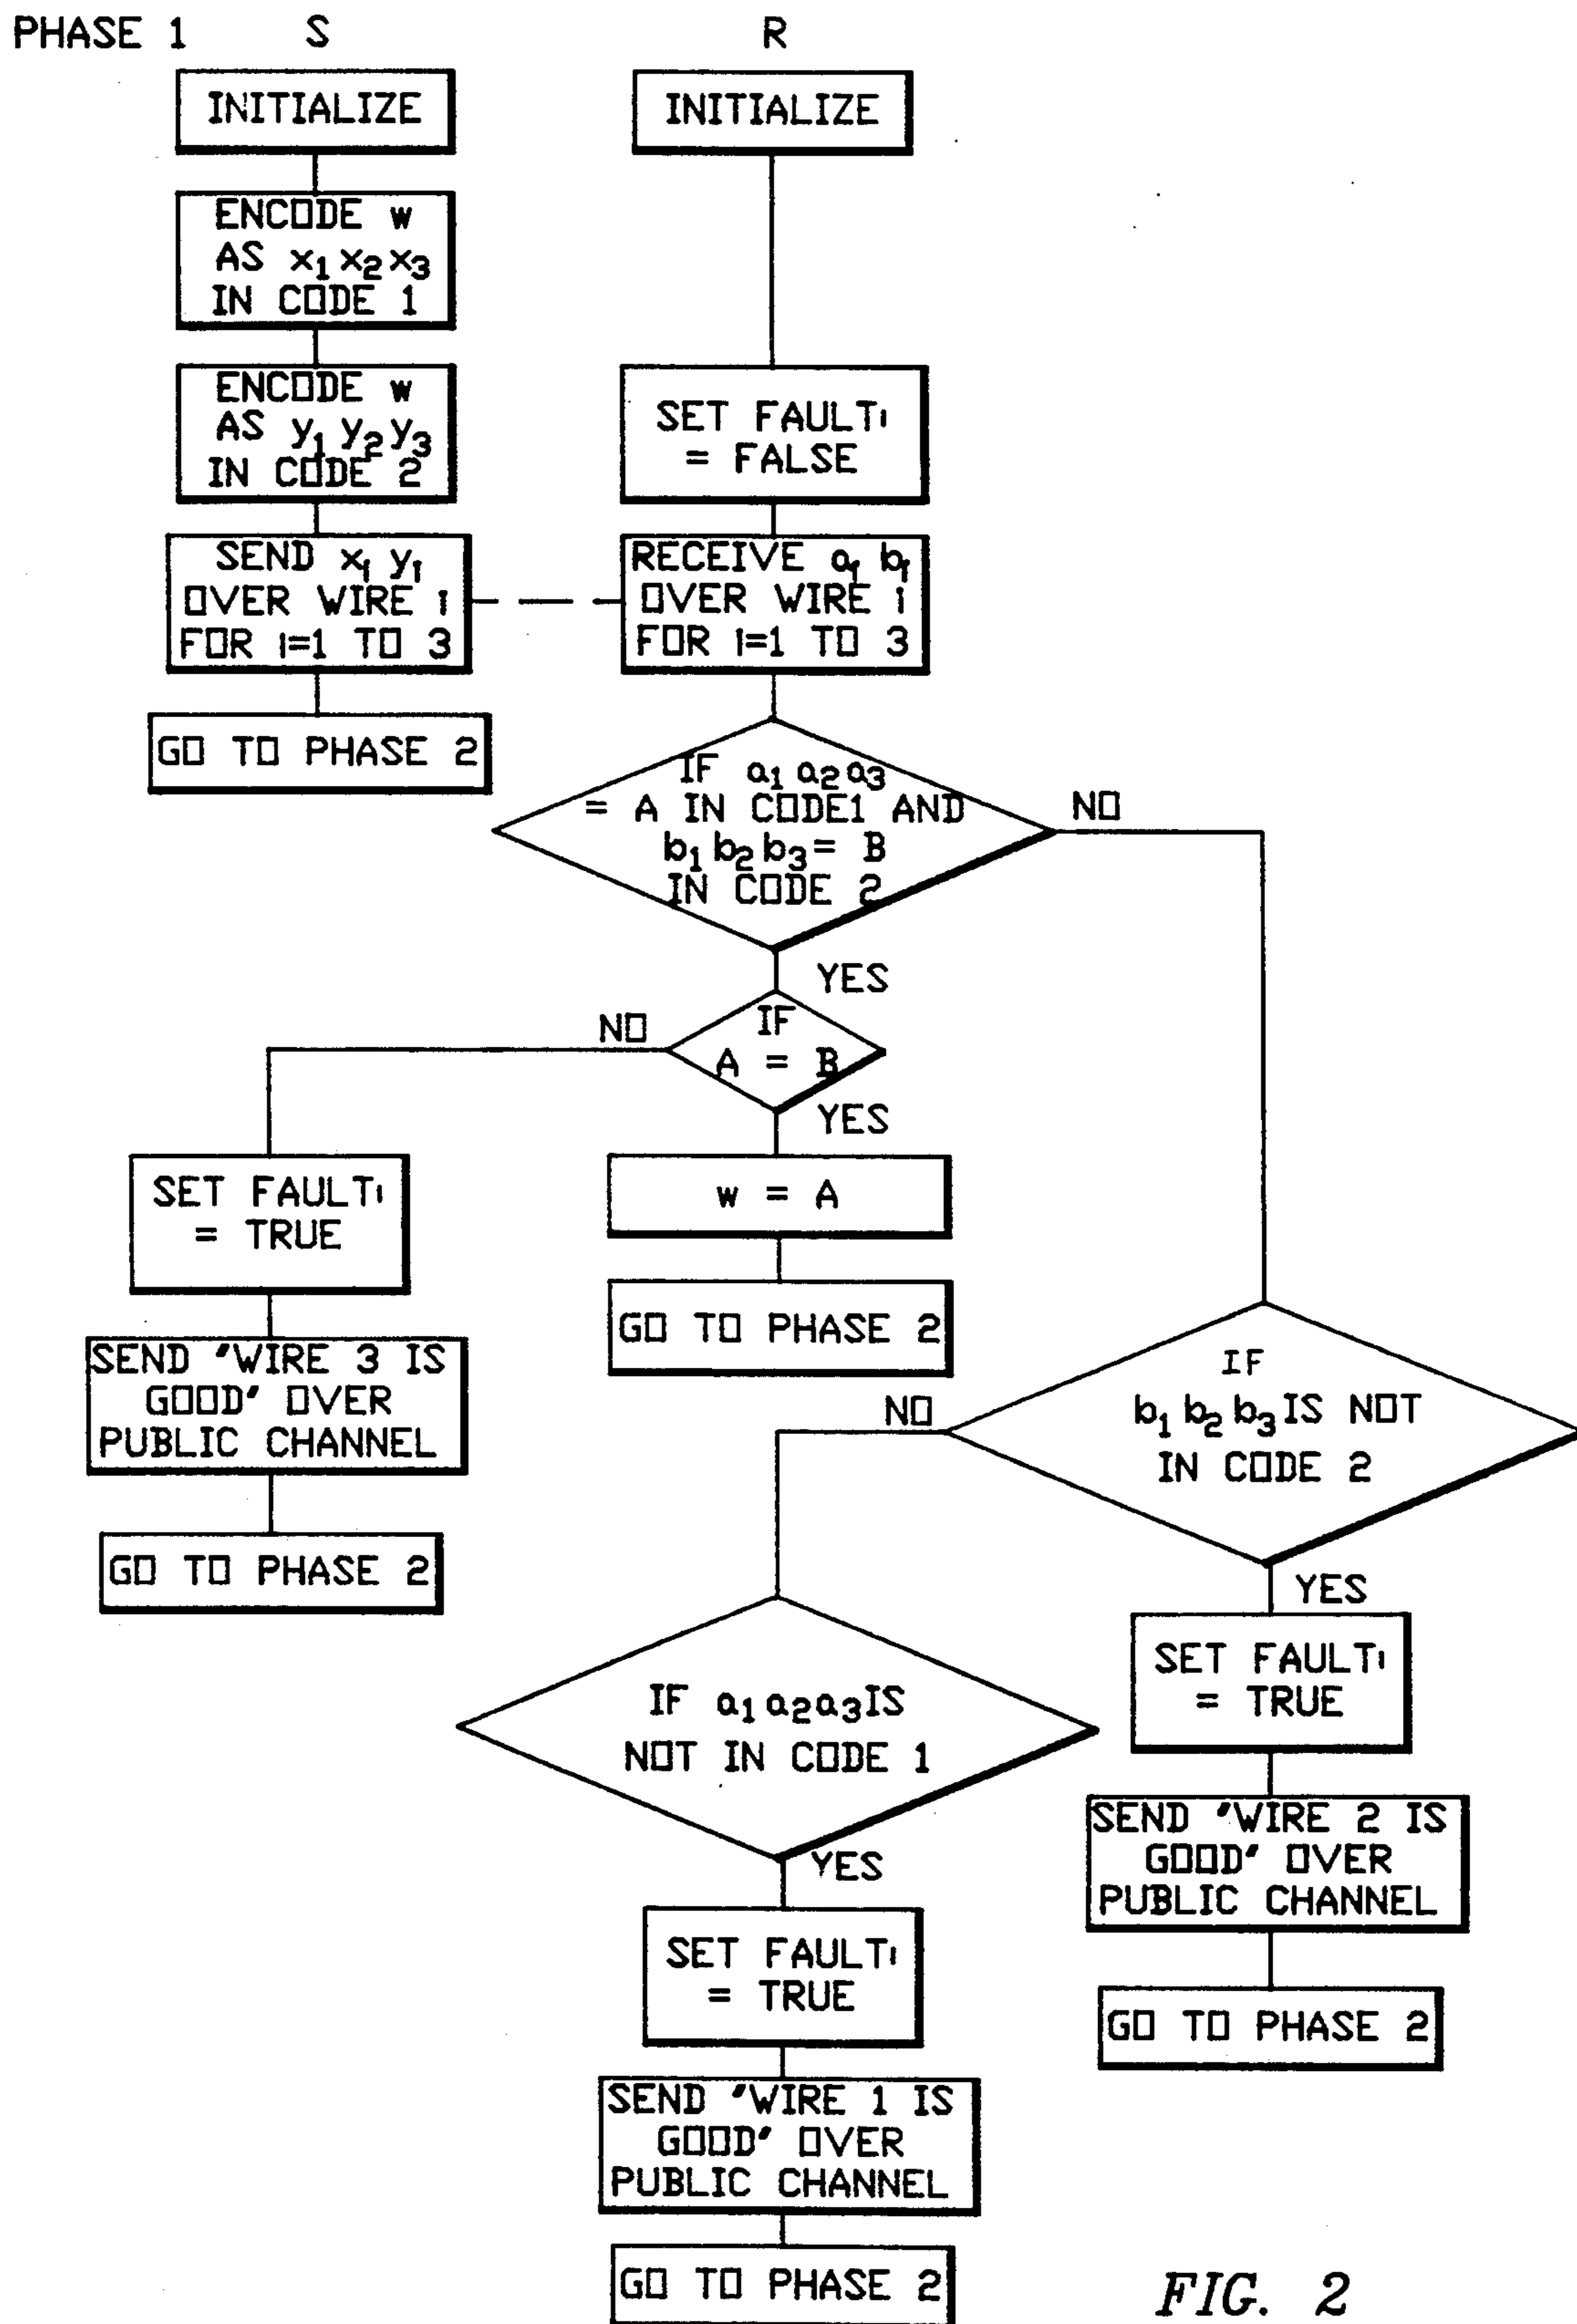 PHASE 1 S R
INITIALIZE
ENCODE w
AS x₁ x₂ x₃
IN CODE 1
ENCODE w
AS y₁ y₂ y₃
IN CODE 2
SEND xᵢ yᵢ
OVER WIRE i
FOR i=1 TO 3
GO TO PHASE 2
INITIALIZE
SET FAULTᵢ
= FALSE
RECEIVE aᵢ bᵢ
OVER WIRE i
FOR i=1 TO 3
IF a₁ a₂ a₃
= A IN CODE1 AND
b₁ b₂ b₃ = B
IN CODE 2
NO
YES
IF
A = B
NO
YES
SET FAULTᵢ
= TRUE
SEND "WIRE 3 IS
GOOD" OVER
PUBLIC CHANNEL
GO TO PHASE 2
w = A
GO TO PHASE 2
IF
b₁ b₂ b₃ IS NOT
IN CODE 2
NO
YES
SET FAULTᵢ
= TRUE
SEND "WIRE 2 IS
GOOD" OVER
PUBLIC CHANNEL
GO TO PHASE 2
IF a₁ a₂ a₃ IS
NOT IN CODE 1
YES
SET FAULTᵢ
= TRUE
SEND "WIRE 1 IS
GOOD" OVER
PUBLIC CHANNEL
GO TO PHASE 2
FIG. 2